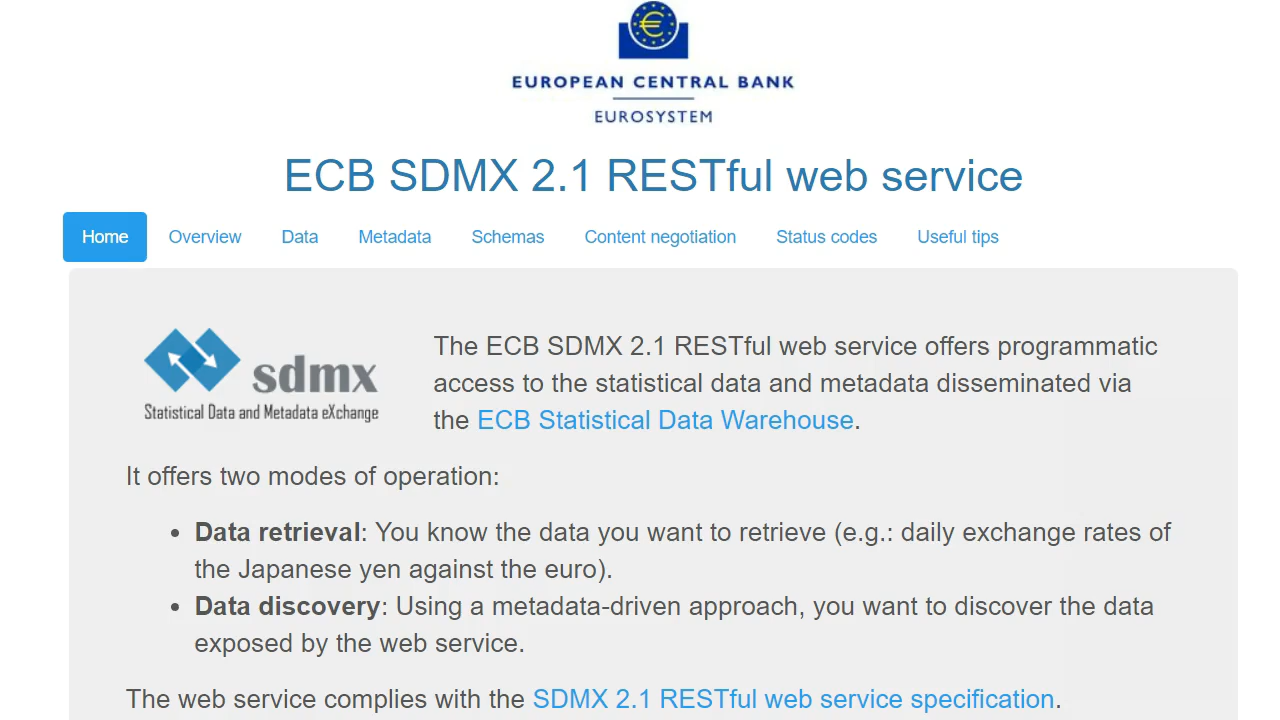 EUROPEAN CENTRAL BANK
EUROSYSTEM
ECB SDMX 2.1 RESTful web service
Home Overview Data Metadata Schemas Content negotiation Status codes Useful tips
sdmx
Statistical Data and Metadata eXchange
The ECB SDMX 2.1 RESTful web service offers programmatic
access to the statistical data and metadata disseminated via
the ECB Statistical Data Warehouse.
It offers two modes of operation:
• Data retrieval: You know the data you want to retrieve (e.g.: daily exchange rates of
the Japanese yen against the euro).
• Data discovery: Using a metadata-driven approach, you want to discover the data
exposed by the web service.
The web service complies with the SDMX 2.1 RESTful web service specification.